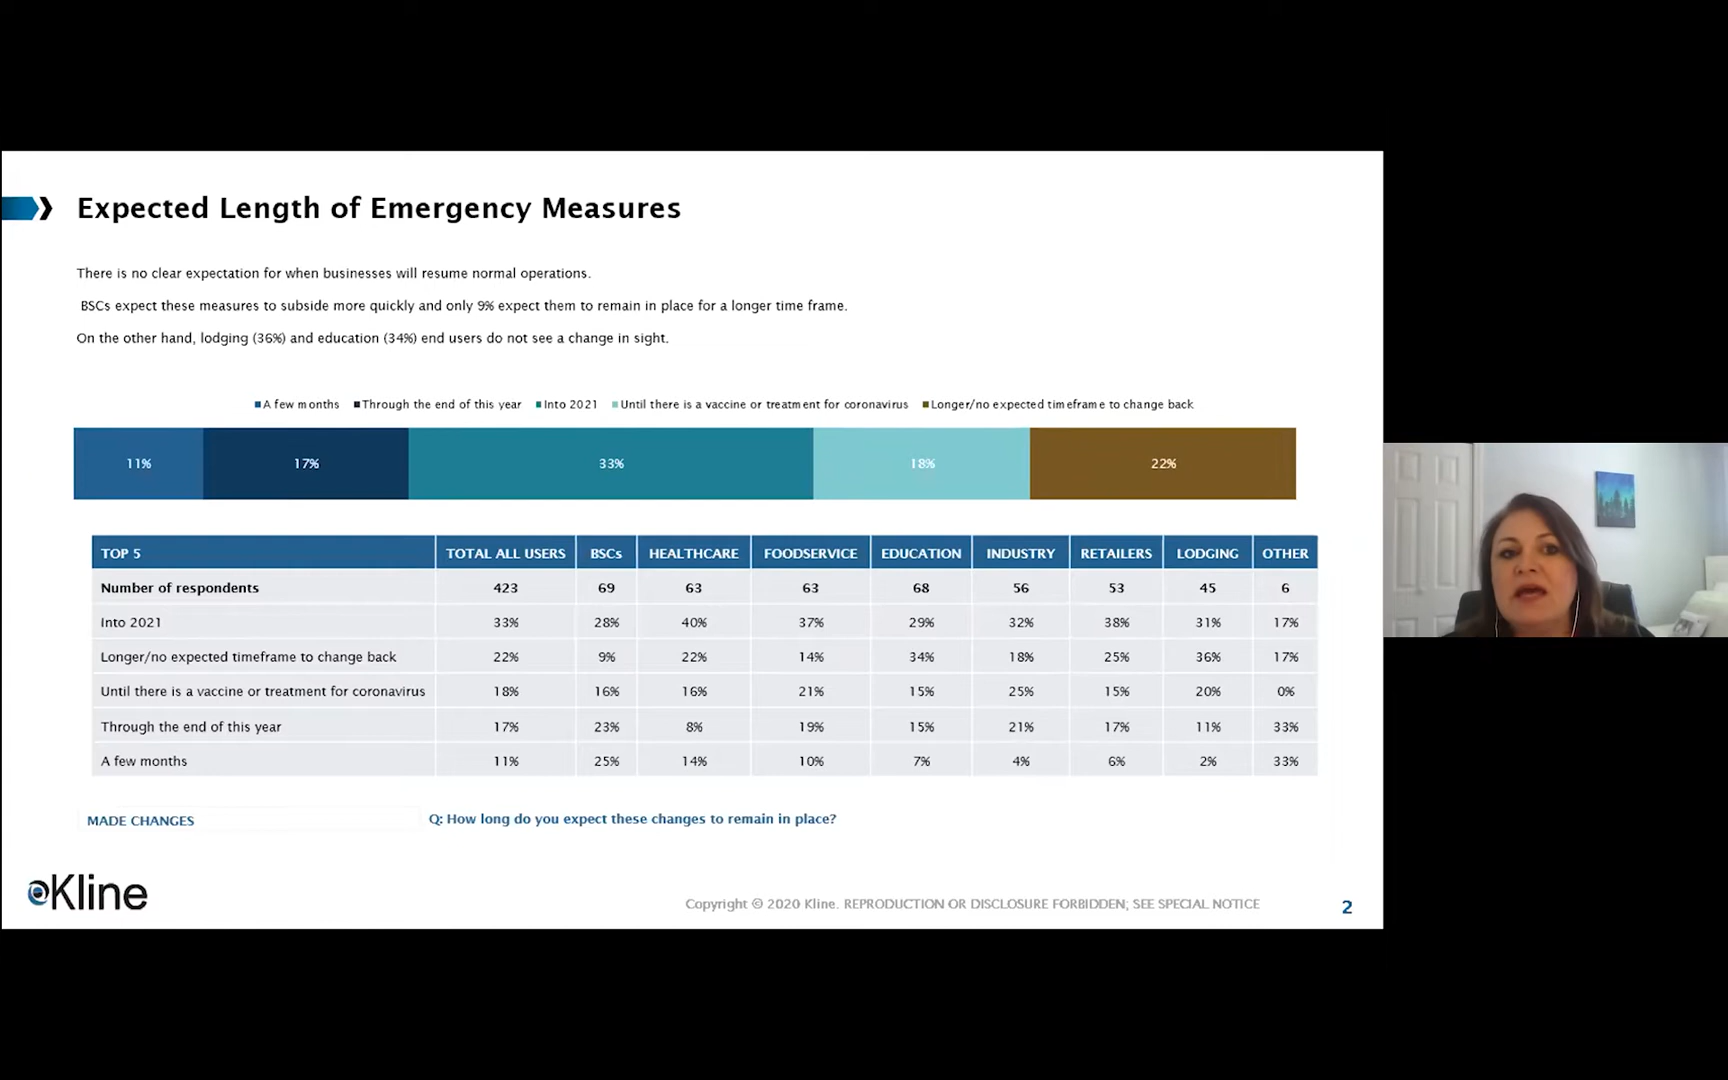 Expected Length of Emergency Measures
There is no clear expectation for when businesses will resume normal operations.
BSCs expect these measures to subside more quickly and only 9% expect them to remain in place for a longer time frame.
On the other hand, lodging (36%) and education (34%) end users do not see a change in sight.
A few months Through the end of this year Into 2021 Until there is a vaccine or treatment for coronavirus Longer/no expected timeframe to change back
11% 17% 33% 18% 22%
TOP 5 TOTAL ALL USERS BSCs HEALTHCARE FOODSERVICE EDUCATION INDUSTRY RETAILERS LODGING OTHER
Number of respondents 423 69 63 63 68 56 53 45 6
Into 2021 33% 28% 40% 37% 29% 32% 38% 31% 17%
Longer/no expected timeframe to change back 22% 9% 22% 14% 34% 18% 25% 36% 17%
Until there is a vaccine or treatment for coronavirus 18% 16% 16% 21% 15% 25% 15% 20% 0%
Through the end of this year 17% 23% 8% 19% 15% 21% 17% 11% 33%
A few months 11% 25% 14% 10% 7% 4% 6% 2% 33%
MADE CHANGES Q: How long do you expect these changes to remain in place?
Kline
Copyright © 2020 Kline. REPRODUCTION OR DISCLOSURE FORBIDDEN; SEE SPECIAL NOTICE
2